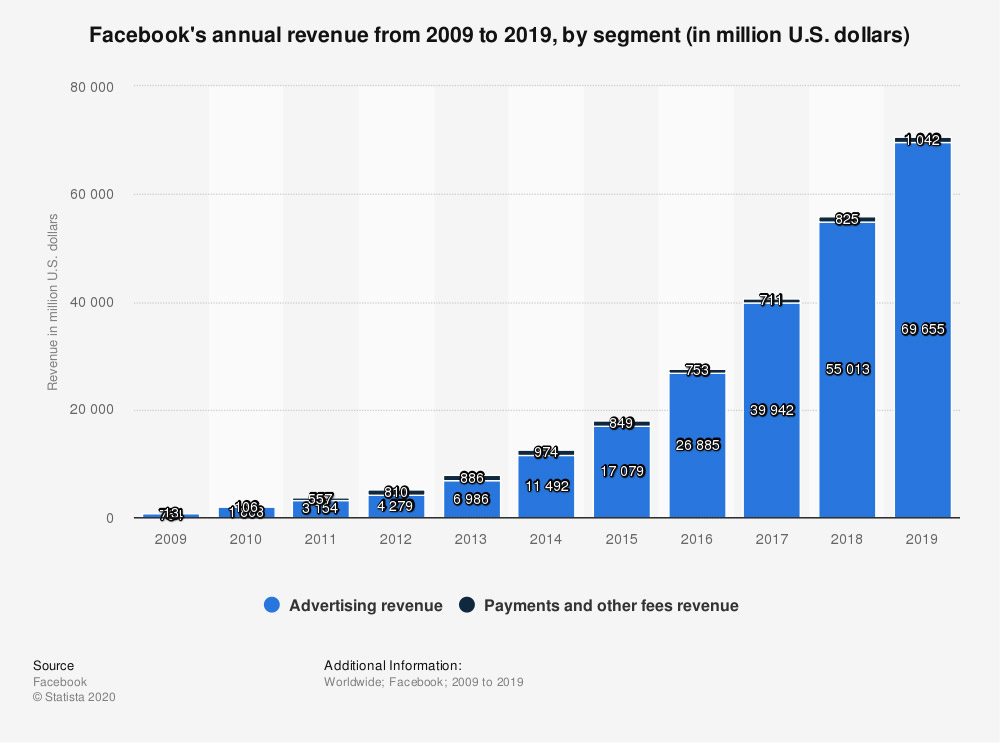 Facebook's annual revenue from 2009 to 2019, by segment (in million U.S. dollars)
Revenue in million U.S. dollars
80 000
60 000
40 000
20 000
0
13
106
557
3 154
810
4 279
886
6 986
974
11 492
849
17 079
753
26 885
711
39 942
825
55 013
1 042
69 655
2009 2010 2011 2012 2013 2014 2015 2016 2017 2018 2019
Advertising revenue Payments and other fees revenue
Source
Facebook
© Statista 2020
Additional Information:
Worldwide; Facebook; 2009 to 2019